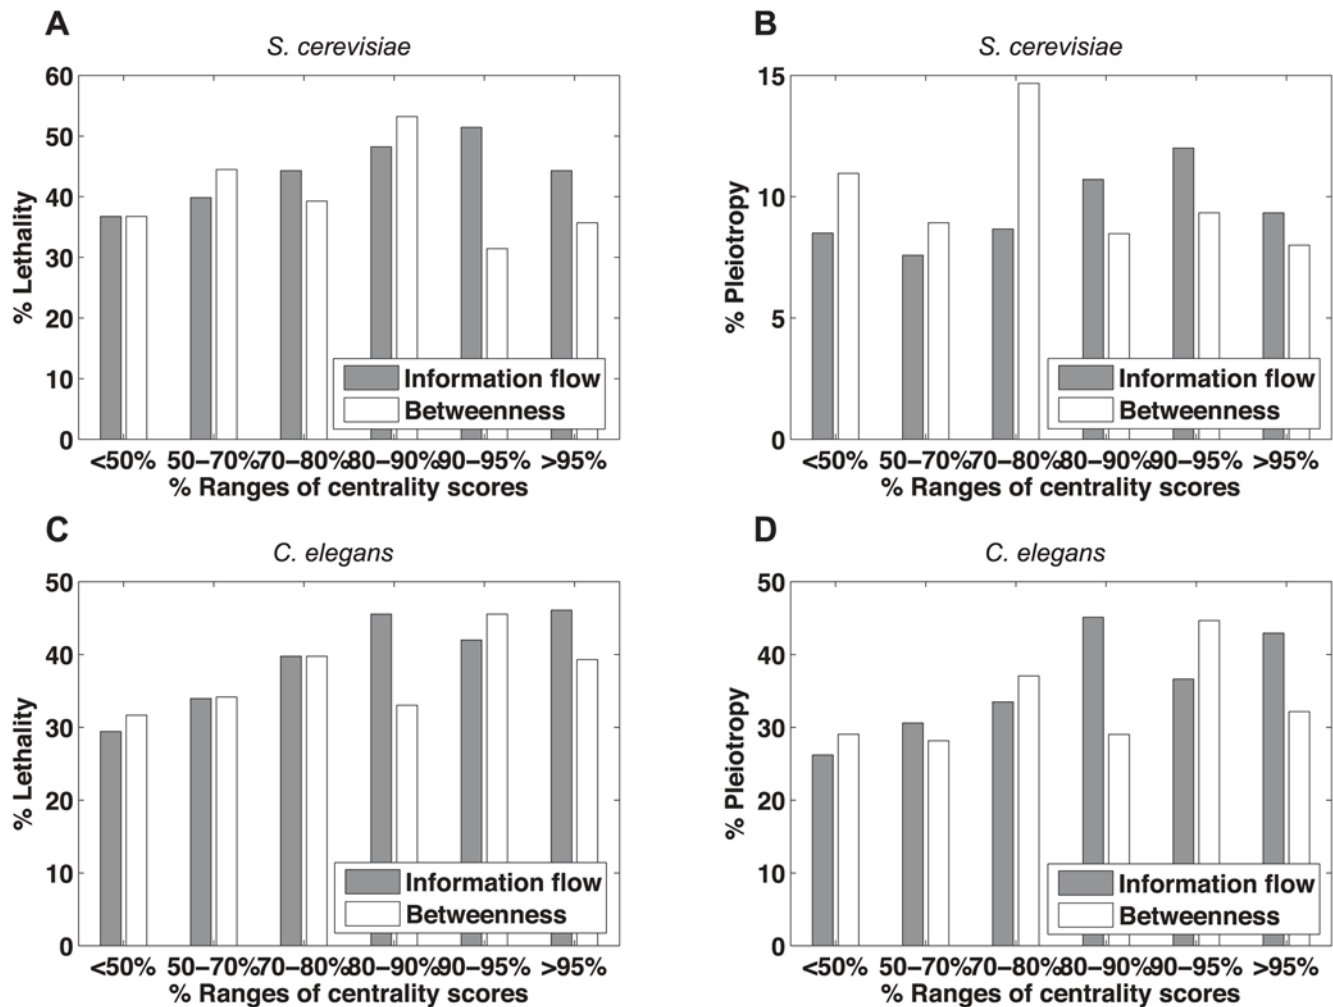 A
S. cerevisiae
60
50
40
30
20
10
0
% Lethality
Information flow
Betweenness
<50% 50–70% 70–80% 80–90% 90–95% >95%
% Ranges of centrality scores
B
S. cerevisiae
15
10
5
0
% Pleiotropy
Information flow
Betweenness
<50% 50–70% 70–80% 80–90% 90–95% >95%
% Ranges of centrality scores
C
C. elegans
50
40
30
20
10
0
% Lethality
Information flow
Betweenness
<50% 50–70% 70–80% 80–90% 90–95% >95%
% Ranges of centrality scores
D
C. elegans
50
40
30
20
10
0
% Pleiotropy
Information flow
Betweenness
<50% 50–70% 70–80% 80–90% 90–95% >95%
% Ranges of centrality scores